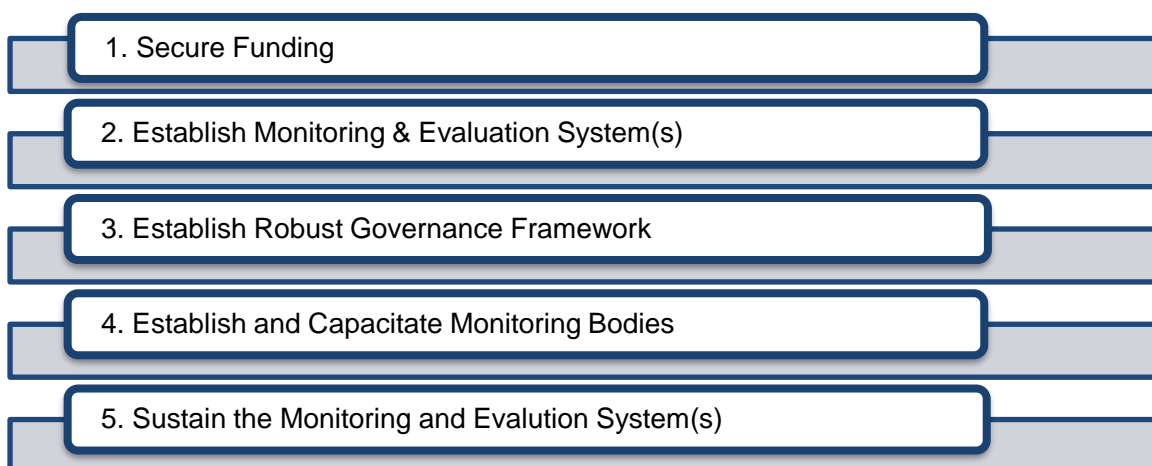 1. Secure Funding
2. Establish Monitoring & Evaluation System(s)
3. Establish Robust Governance Framework
4. Establish and Capacitate Monitoring Bodies
5. Sustain the Monitoring and Evalution System(s)